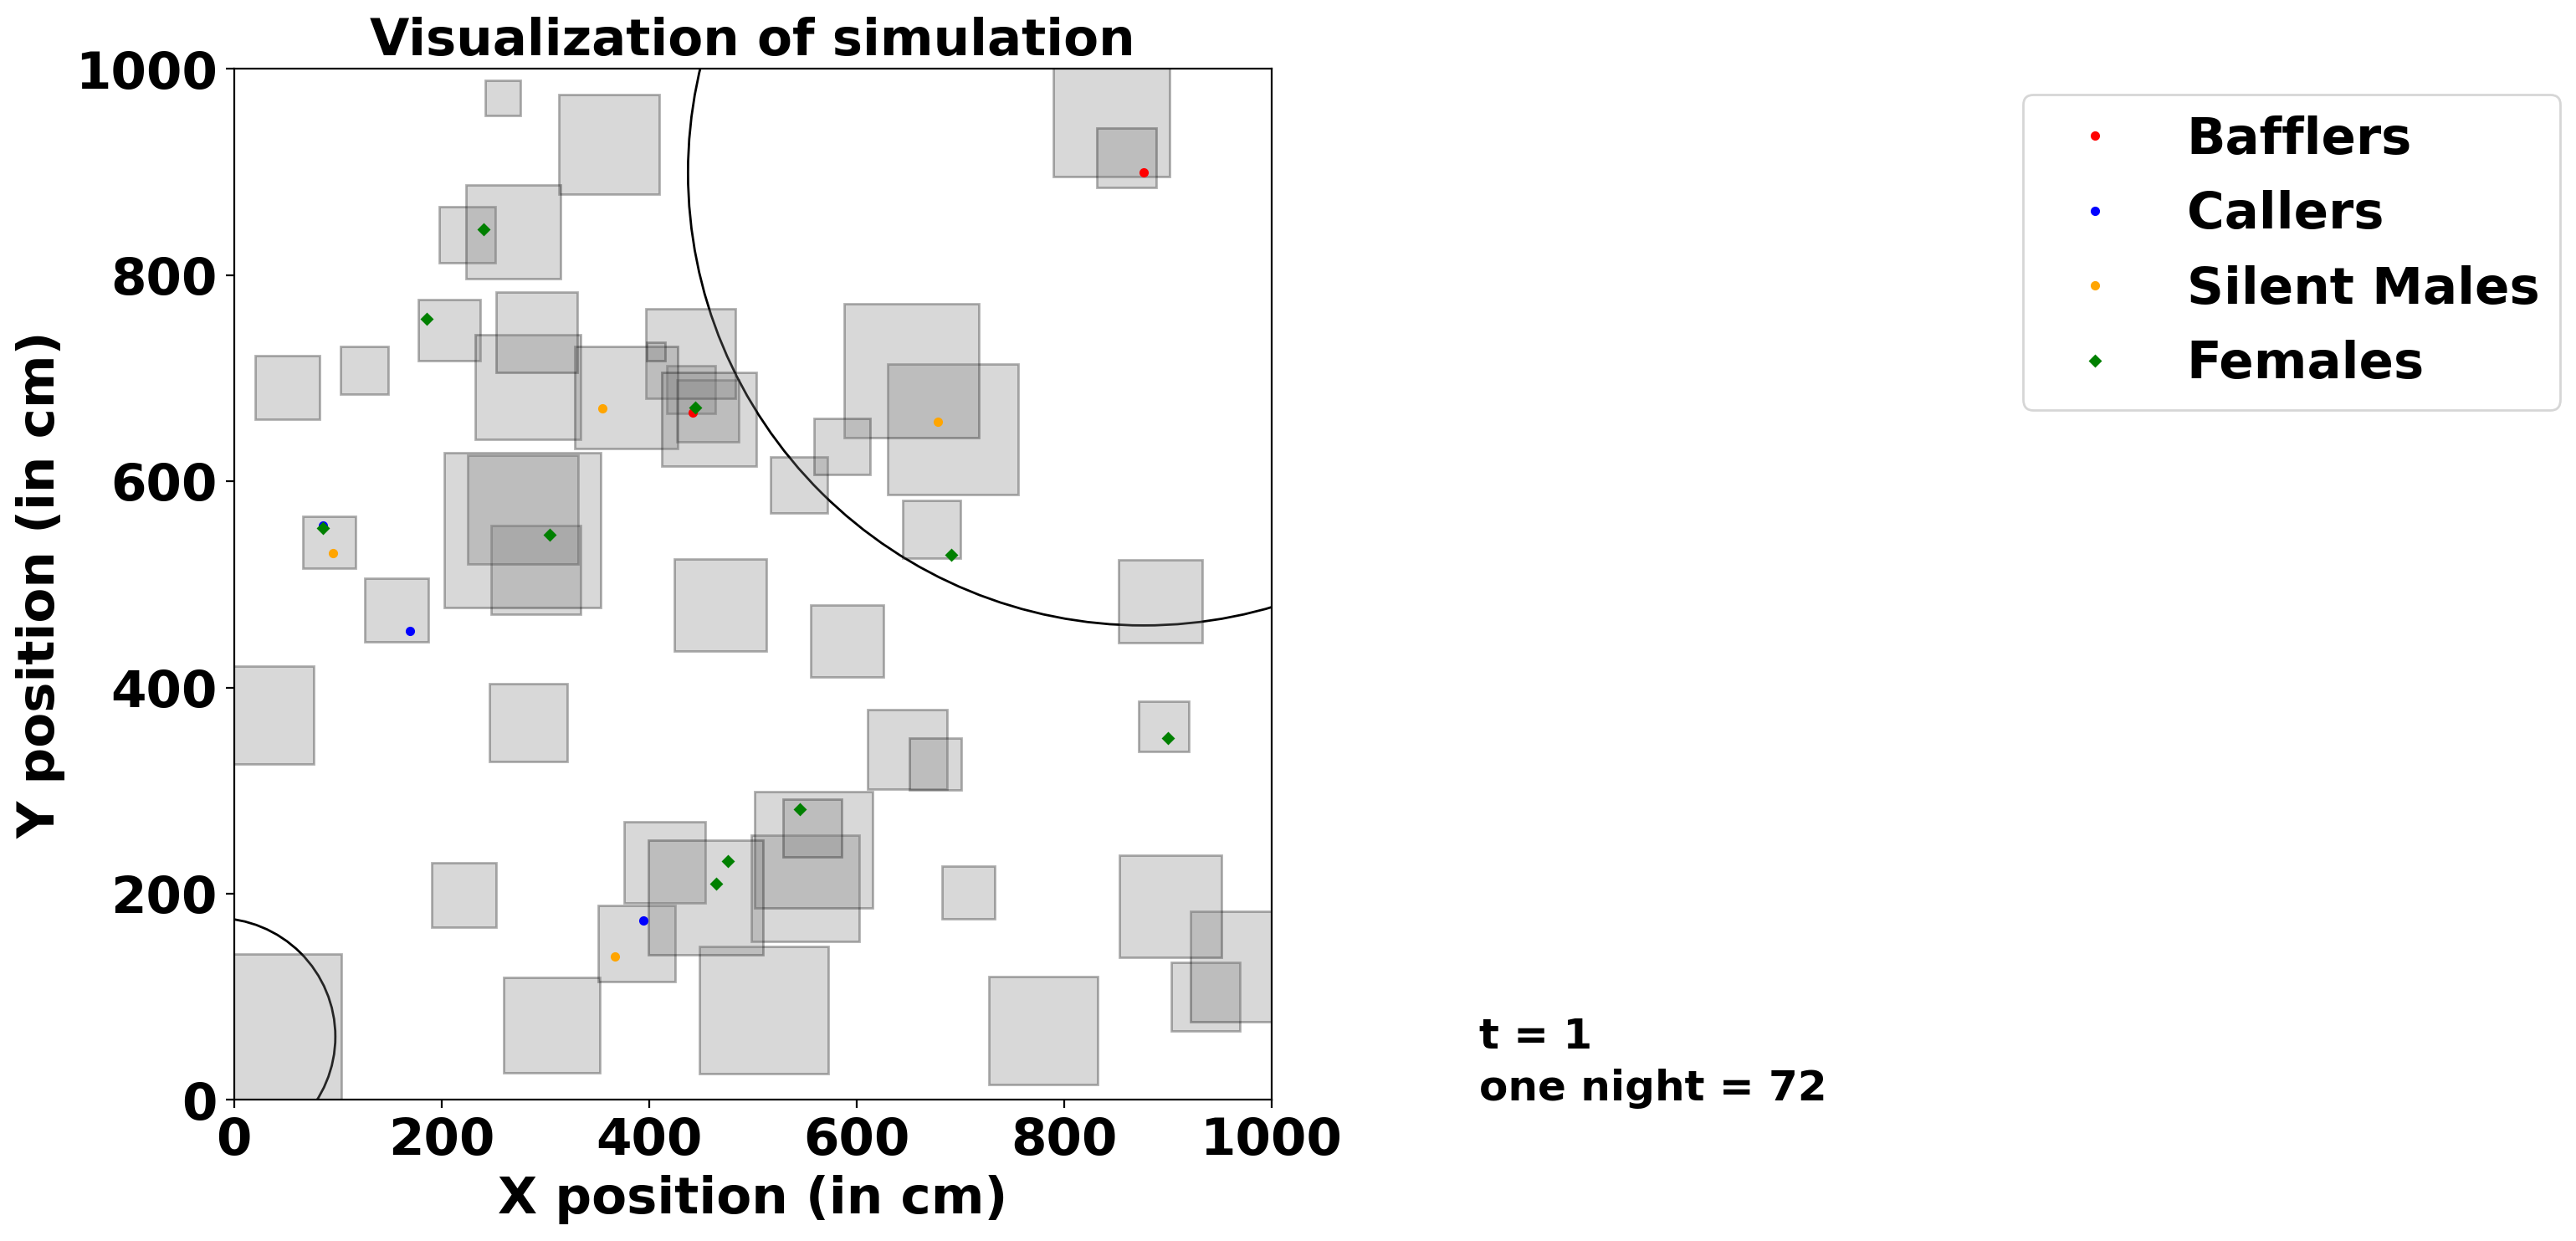 Visualization of simulation
1000
800
600
400
200
0
Y position (in cm)
0 200 400 600 800 1000
X position (in cm)
Bafflers
Callers
Silent Males
Females
t = 1
one night = 72